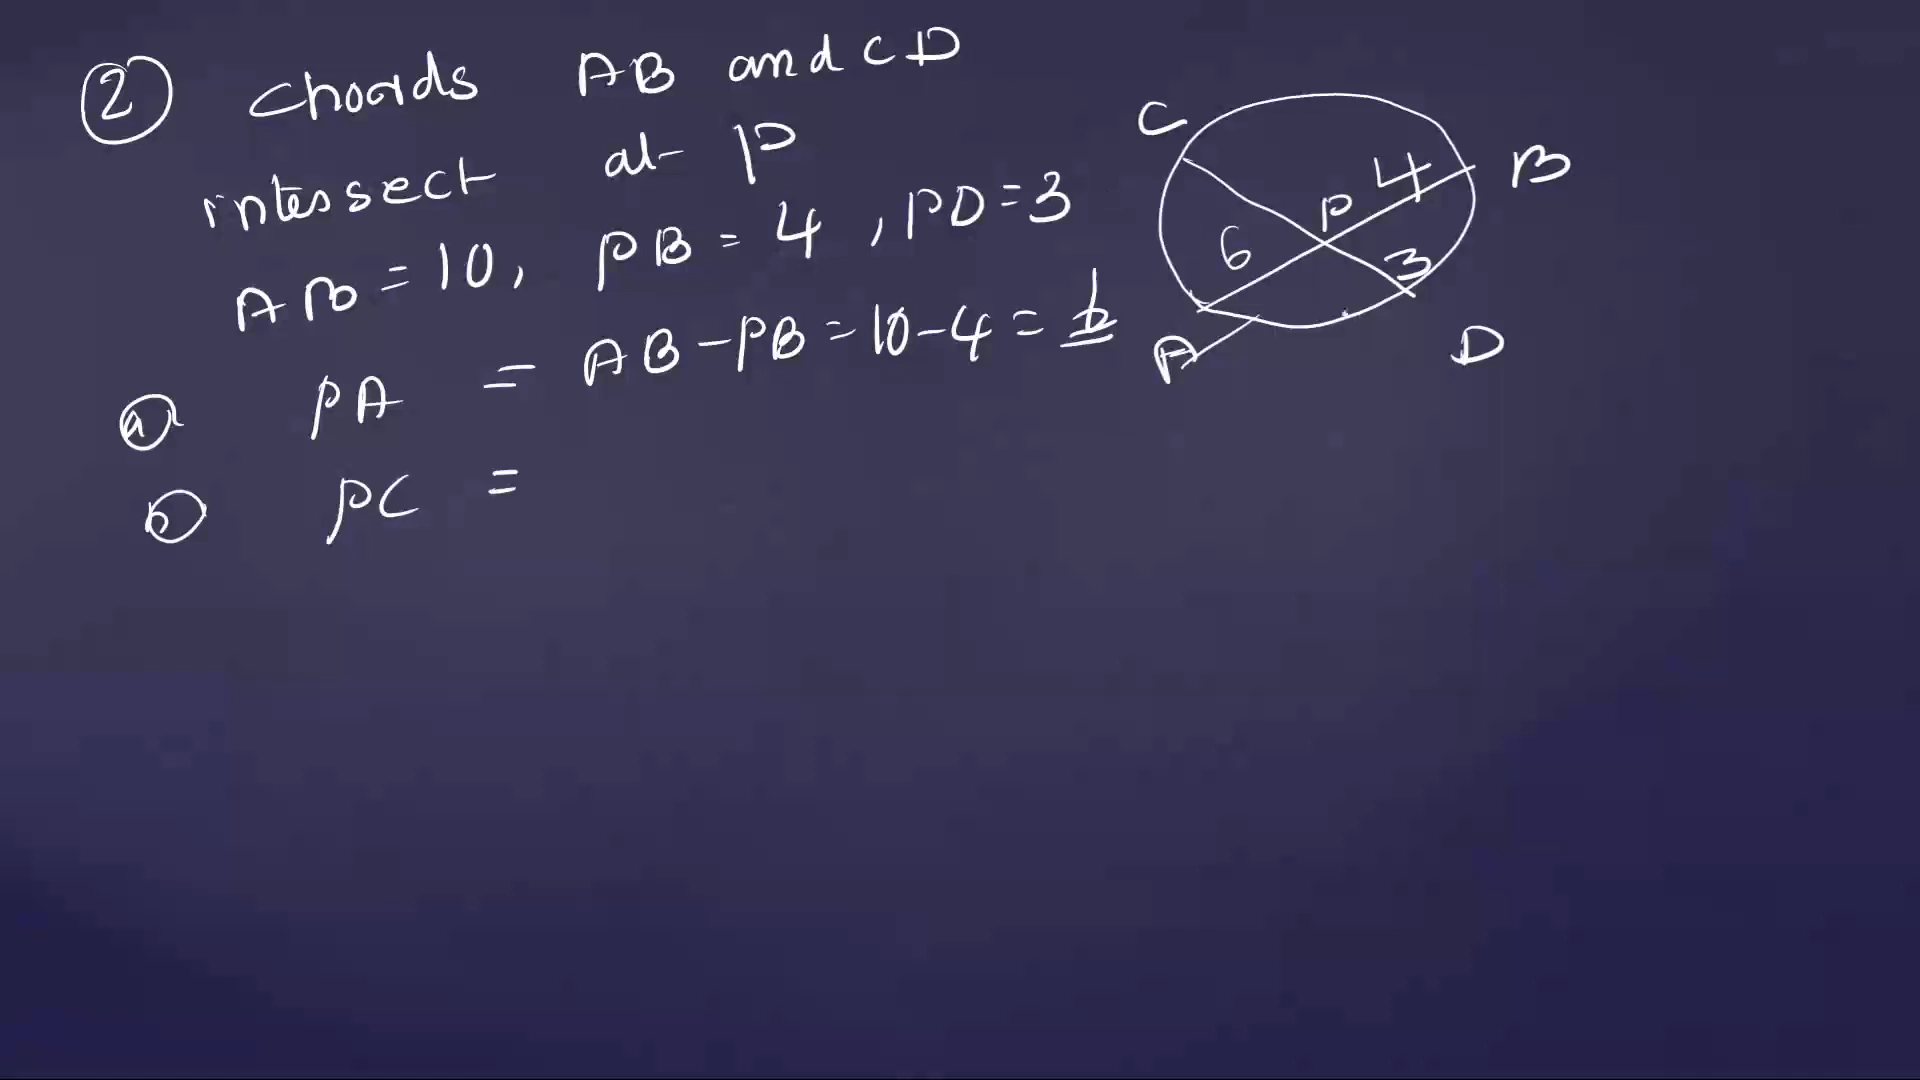 ② Chords AB and CD
intersect at P
AB = 10, PB = 4, PD = 3
ⓐ PA = AB - PB = 10 - 4 = 6
ⓑ PC =
C
B
P
4
6
3
A
D